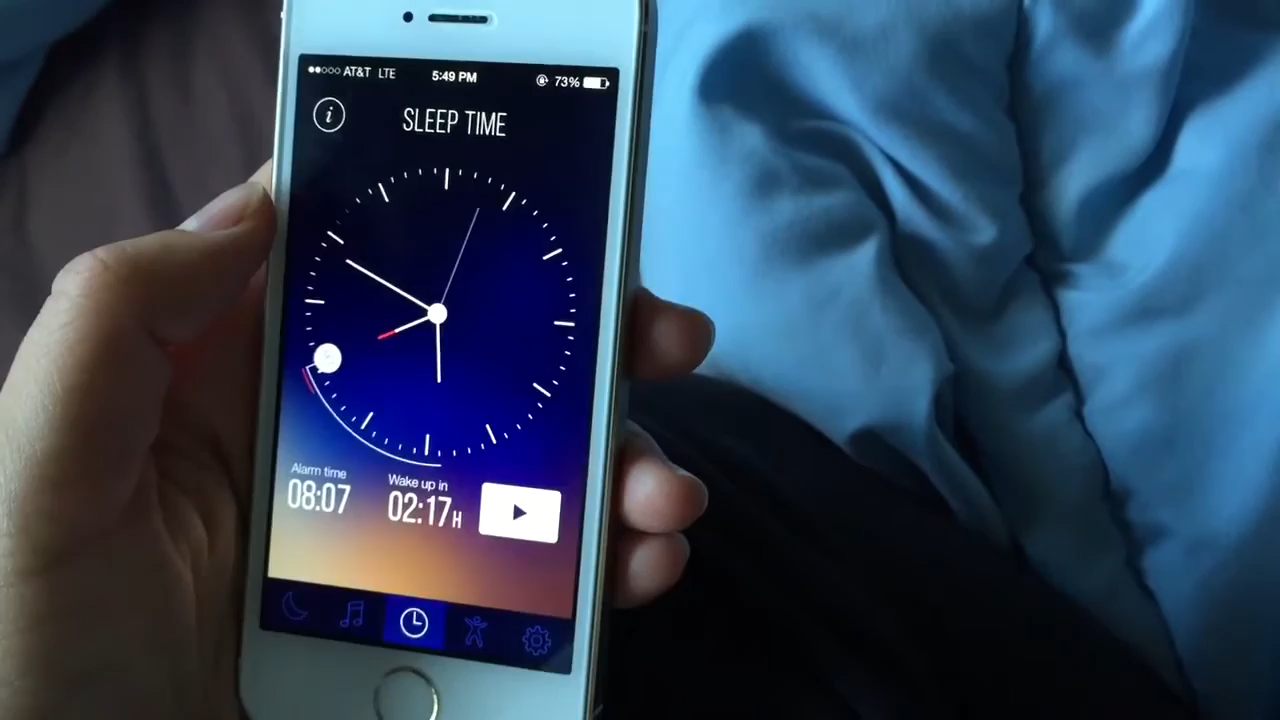 AT&T LTE 5:49 PM 73%
i
SLEEP TIME
Alarm time
08:07
Wake up in
02:17H